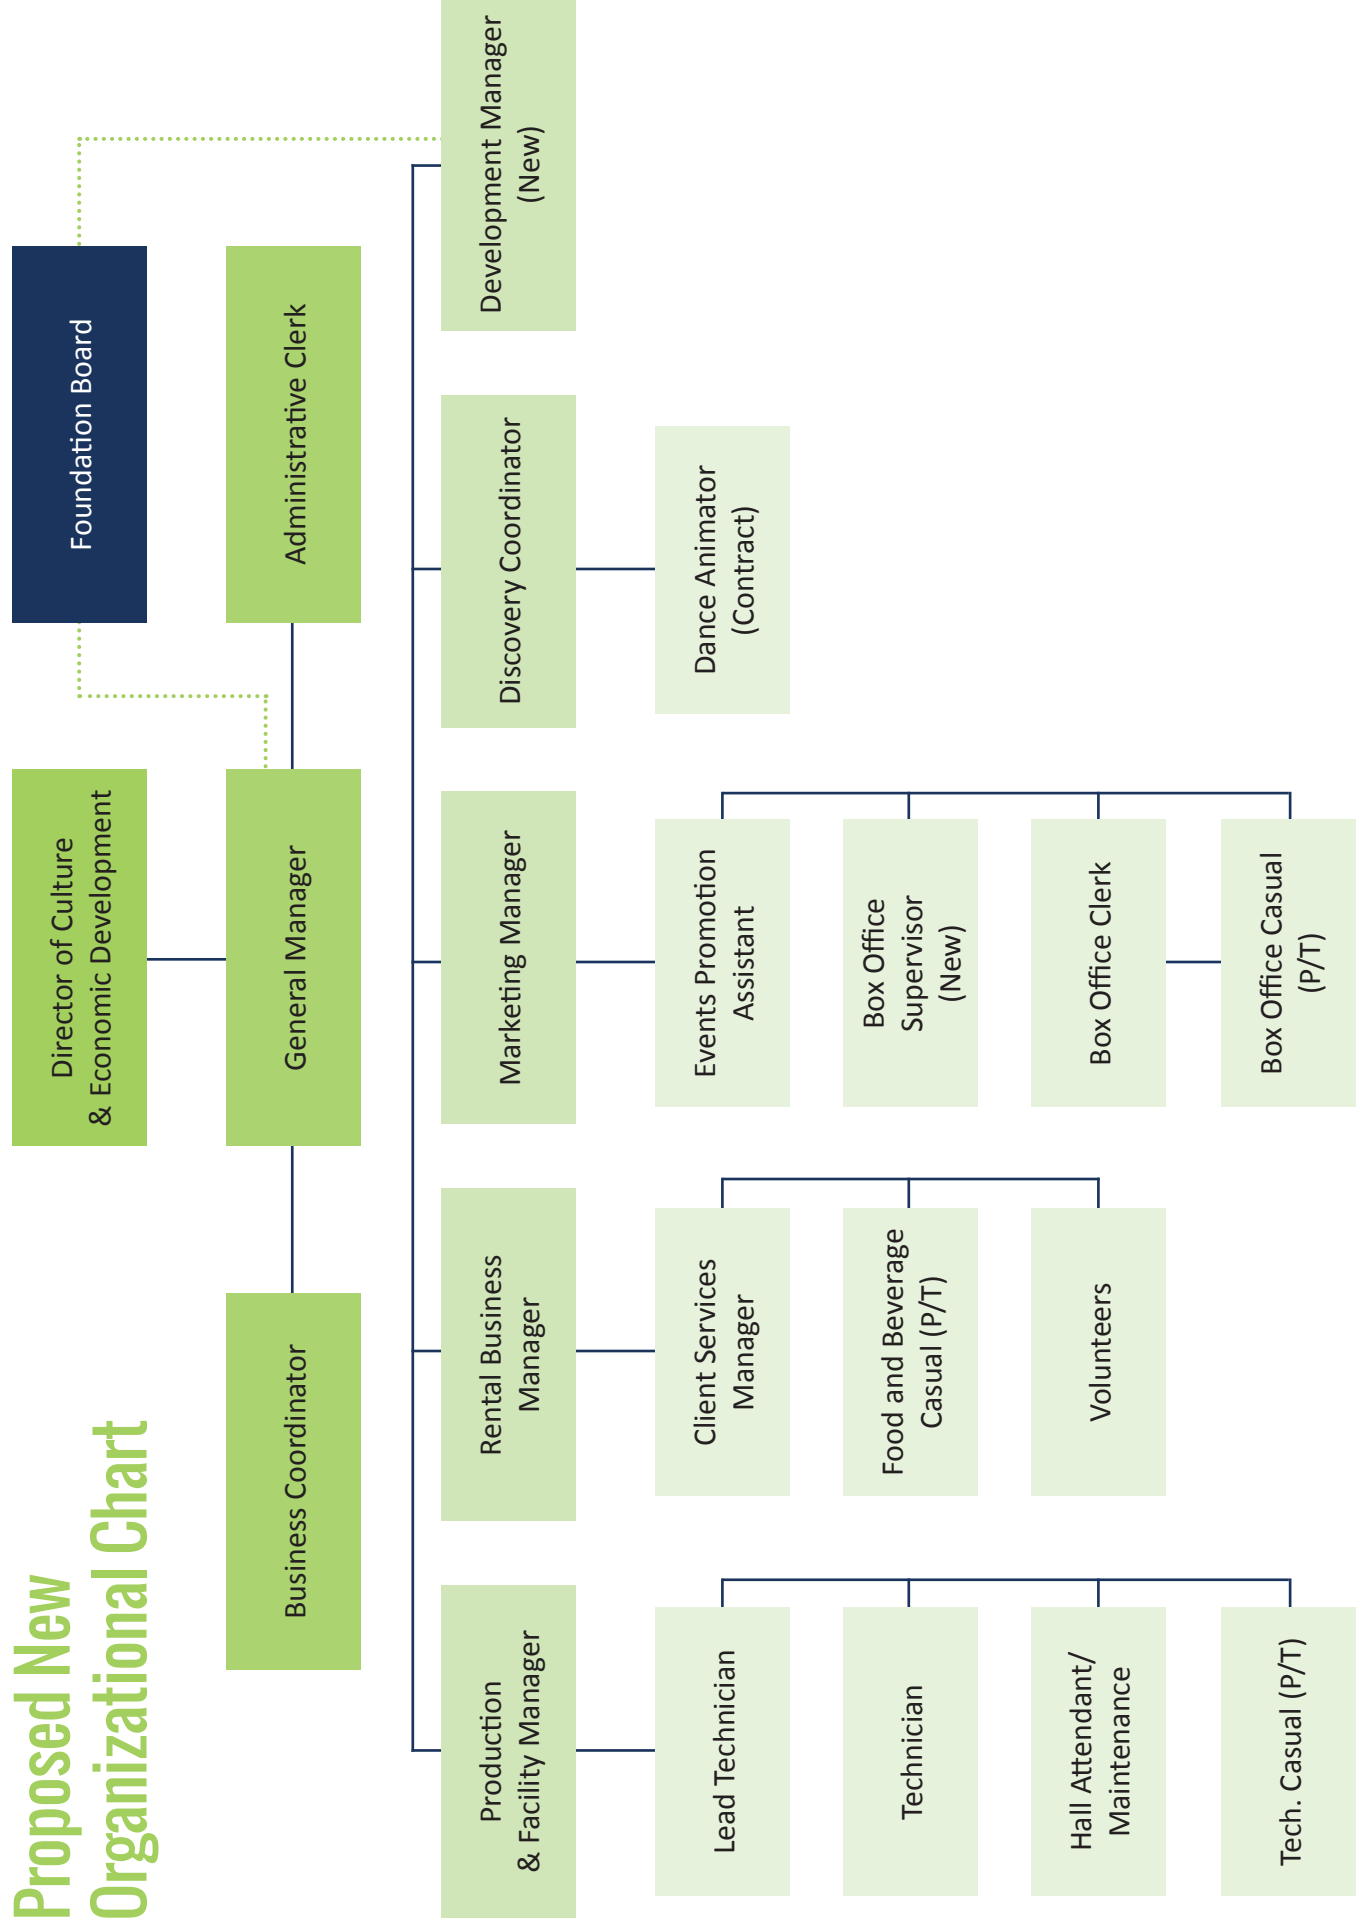 Proposed New
Organizational Chart
Director of Culture
& Economic Development
Foundation Board
Business Coordinator
General Manager
Administrative Clerk
Production
& Facility Manager
Rental Business
Manager
Marketing Manager
Discovery Coordinator
Development Manager
(New)
Lead Technician
Client Services
Manager
Events Promotion
Assistant
Dance Animator
(Contract)
Technician
Food and Beverage
Casual (P/T)
Box Office
Supervisor
(New)
Hall Attendant/
Maintenance
Volunteers
Box Office Clerk
Tech. Casual (P/T)
Box Office Casual
(P/T)